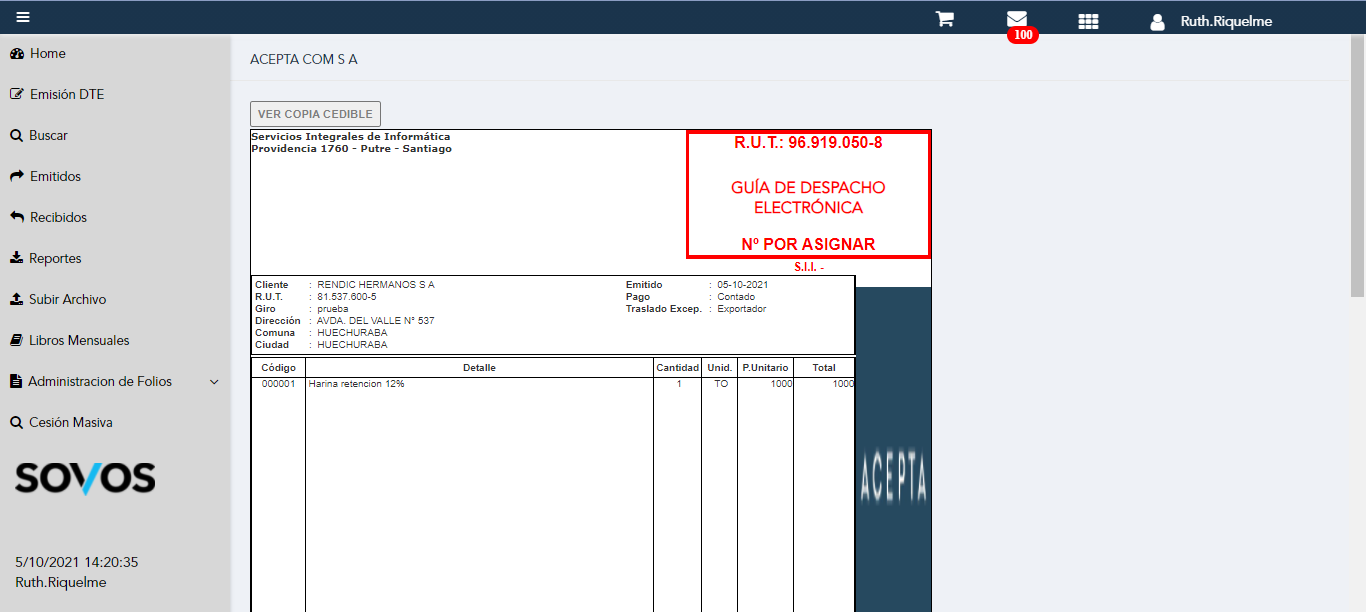 Ruth.Riquelme
100
Home
Emisión DTE
Buscar
Emitidos
Recibidos
Reportes
Subir Archivo
Libros Mensuales
Administracion de Folios
Cesión Masiva
SOVOS
5/10/2021 14:20:35
Ruth.Riquelme
ACEPTA COM S A
VER COPIA CEDIBLE
Servicios Integrales de Informática
Providencia 1760 - Putre - Santiago
R.U.T.: 96.919.050-8
GUÍA DE DESPACHO
ELECTRÓNICA
Nº POR ASIGNAR
S.I.I. -
Cliente : RENDIC HERMANOS S A Emitido : 05-10-2021
R.U.T. : 81.537.600-5 Pago : Contado
Giro : prueba Traslado Excep. : Exportador
Dirección : AVDA. DEL VALLE N° 537
Comuna : HUECHURABA
Ciudad : HUECHURABA
Código Detalle Cantidad Unid. P.Unitario Total
000001 Harina retencion 12% 1 TO 1000 1000
ACEPTA